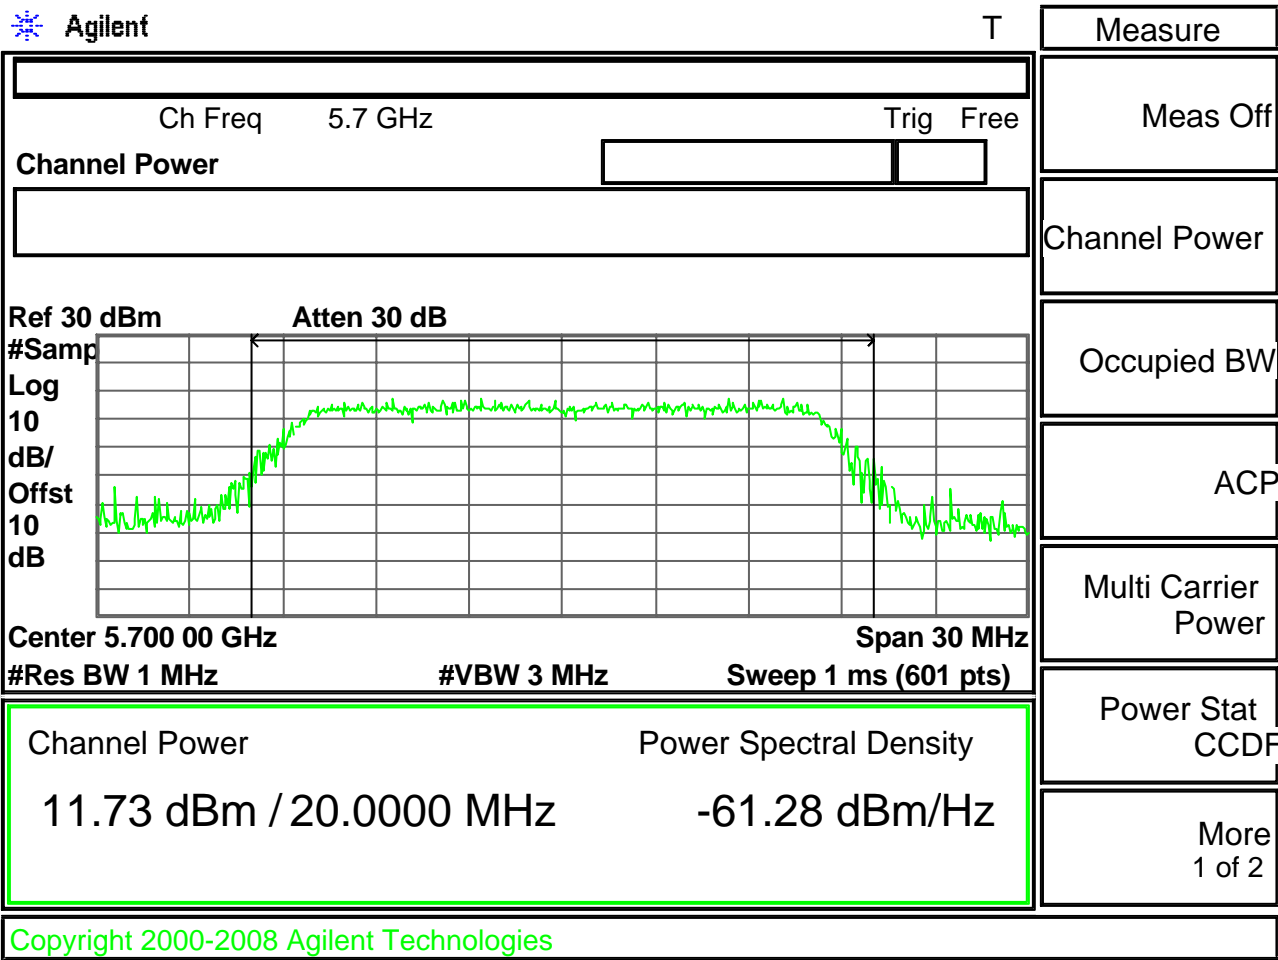 Agilent
T
Measure
Ch Freq 5.7 GHz Trig Free
Meas Off
Channel Power
Channel Power
Ref 30 dBm Atten 30 dB
#Samp
Log
10
dB/
Offst
10
dB
Occupied BW
ACP
Center 5.700 00 GHz Span 30 MHz
#Res BW 1 MHz #VBW 3 MHz Sweep 1 ms (601 pts)
Multi Carrier
Power
Channel Power Power Spectral Density
11.73 dBm / 20.0000 MHz -61.28 dBm/Hz
Power Stat
CCDF
More
1 of 2
Copyright 2000-2008 Agilent Technologies